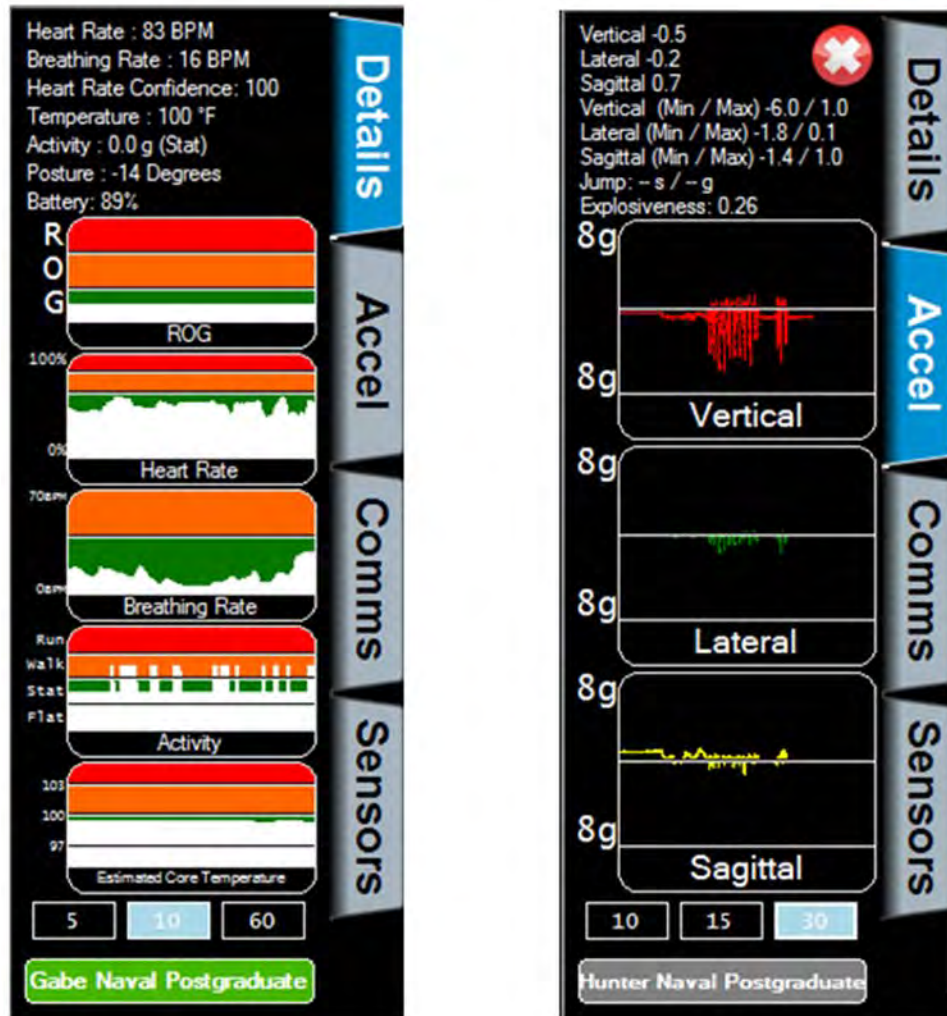 Heart Rate : 83 BPM
Breathing Rate : 16 BPM
Heart Rate Confidence: 100
Temperature : 100 °F
Activity : 0.0 g (Stat)
Posture : -14 Degrees
Battery: 89%
R
O
G
ROG
100%
0%
Heart Rate
70BPM
0BPM
Breathing Rate
Run
Walk
Stat
Flat
Activity
103
100
97
Estimated Core Temperature
5 10 60
Gabe Naval Postgraduate
Details
Accel
Comms
Sensors
Vertical -0.5
Lateral -0.2
Sagittal 0.7
Vertical (Min / Max) -6.0 / 1.0
Lateral (Min / Max) -1.8 / 0.1
Sagittal (Min / Max) -1.4 / 1.0
Jump: -- s / -- g
Explosiveness: 0.26
8g
8g
Vertical
8g
8g
Lateral
8g
8g
Sagittal
10 15 30
Hunter Naval Postgraduate
Details
Accel
Comms
Sensors